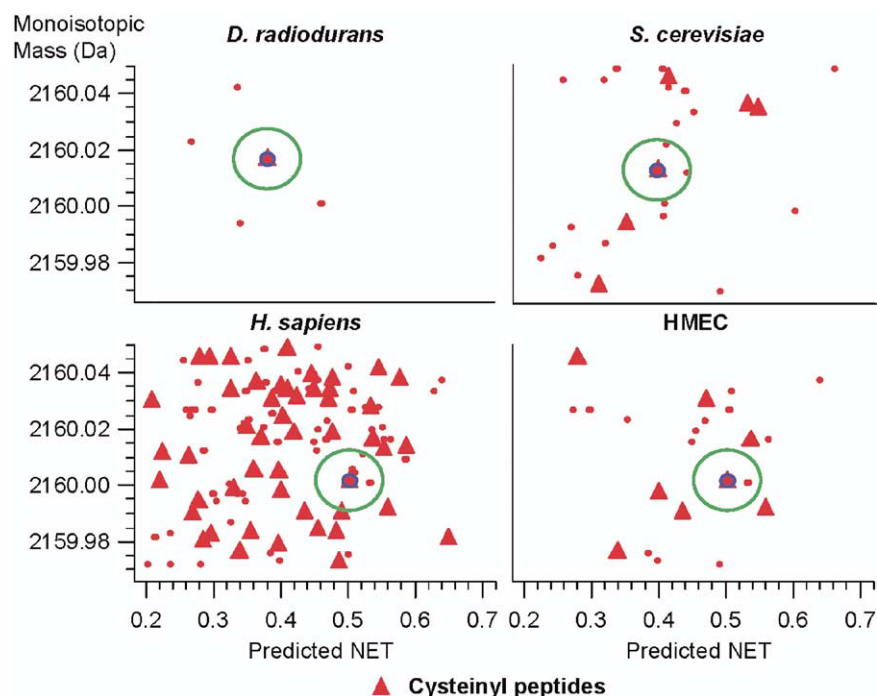 Monoisotopic
Mass (Da)
D. radiodurans
S. cerevisiae
2160.04
2160.02
2160.00
2159.98
H. sapiens
HMEC
2160.04
2160.02
2160.00
2159.98
0.2 0.3 0.4 0.5 0.6 0.7
0.2 0.3 0.4 0.5 0.6 0.7
Predicted NET
Predicted NET
Cysteinyl peptides